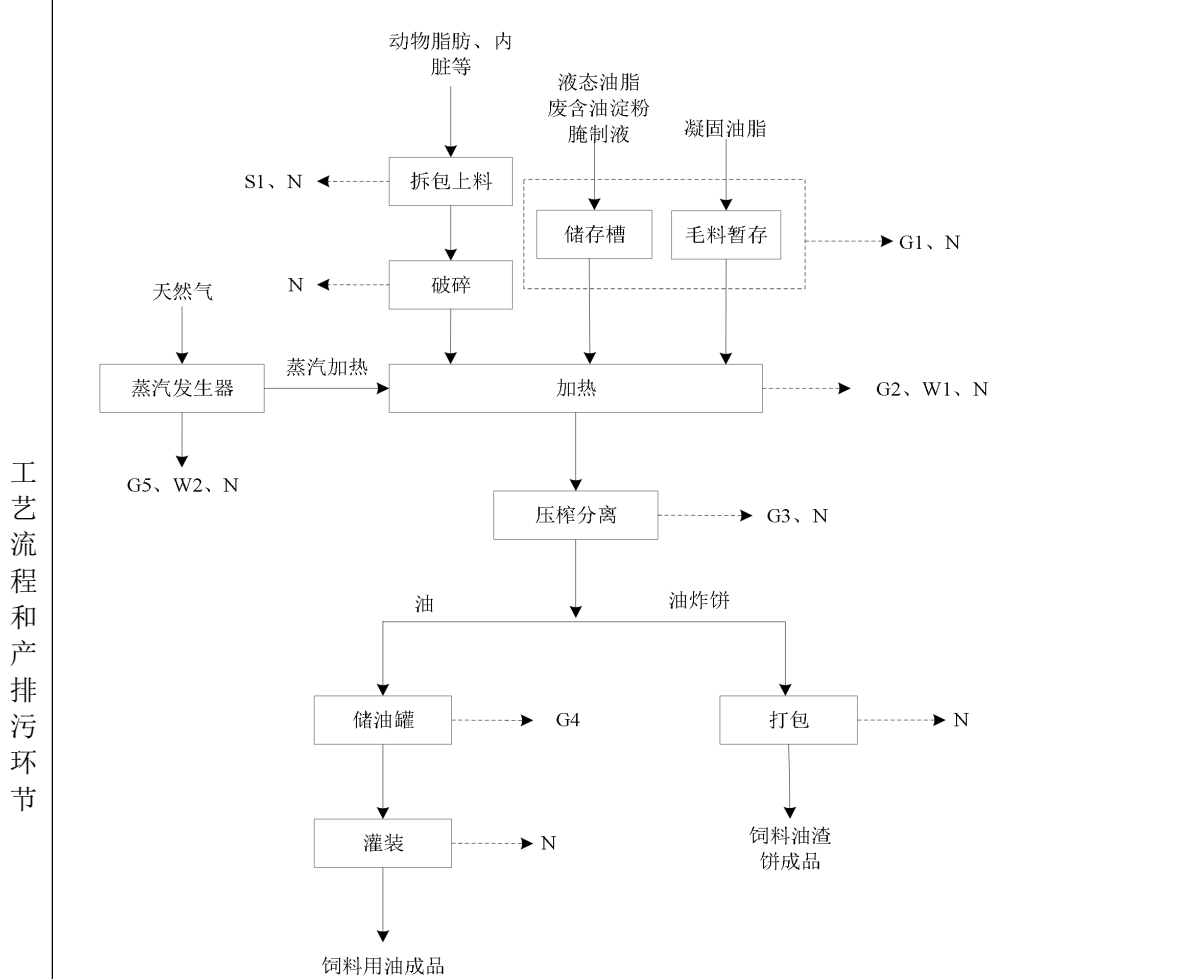 动物脂肪、内
脏等
液态油脂
废含油淀粉
腌制液
凝固油脂
S1、N
拆包上料
储存槽
毛料暂存
G1、N
N
破碎
天然气
蒸汽加热
蒸汽发生器
加热
G2、W1、N
G5、W2、N
压榨分离
G3、N
油
油炸饼
储油罐
G4
打包
N
灌装
N
饲料油渣
饼成品
饲料用油成品
工
艺
流
程
和
产
排
污
环
节